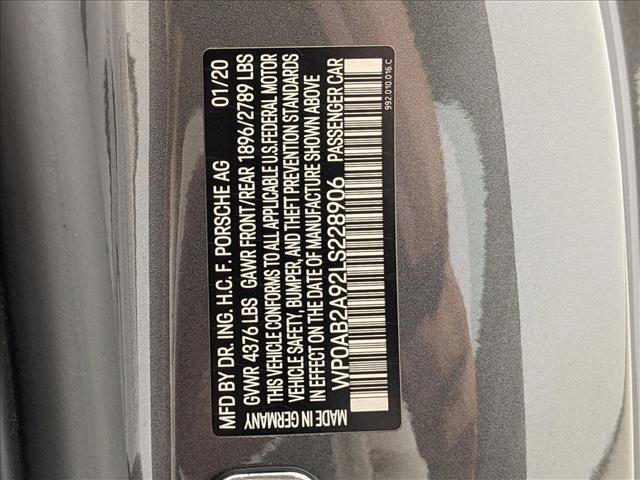 MFD BY DR. ING. H.C. F. PORSCHE AG 01/20
GVWR 4376 LBS GAWR FRONT/REAR 1896/2789 LBS
THIS VEHICLE CONFORMS TO ALL APPLICABLE U.S.FEDERAL MOTOR
VEHICLE SAFETY, BUMPER, AND THEFT PREVENTION STANDARDS
IN EFFECT ON THE DATE OF MANUFACTURE SHOWN ABOVE
WP0AB2A92LS228906 PASSENGER CAR
MADE IN GERMANY
992.010.016.C